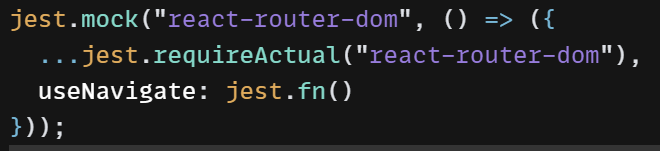 jest.mock("react-router-dom", () => ({
  ...jest.requireActual("react-router-dom"),
  useNavigate: jest.fn()
}));